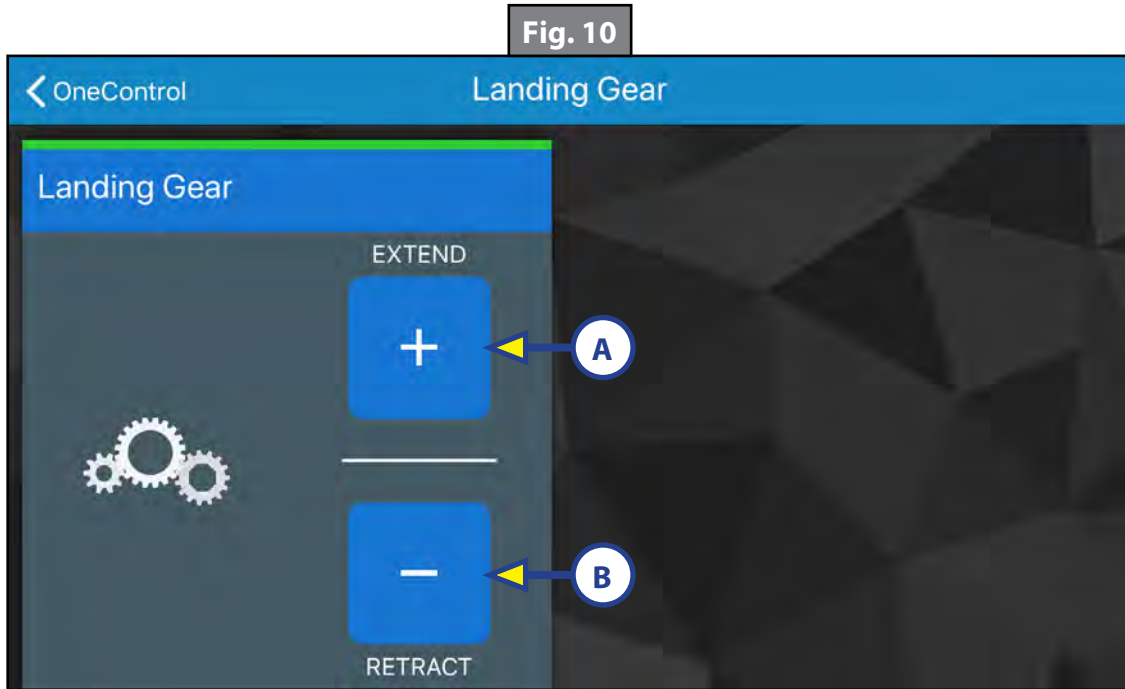 Fig. 10
OneControl Landing Gear
Landing Gear
EXTEND
+
A
−
B
RETRACT